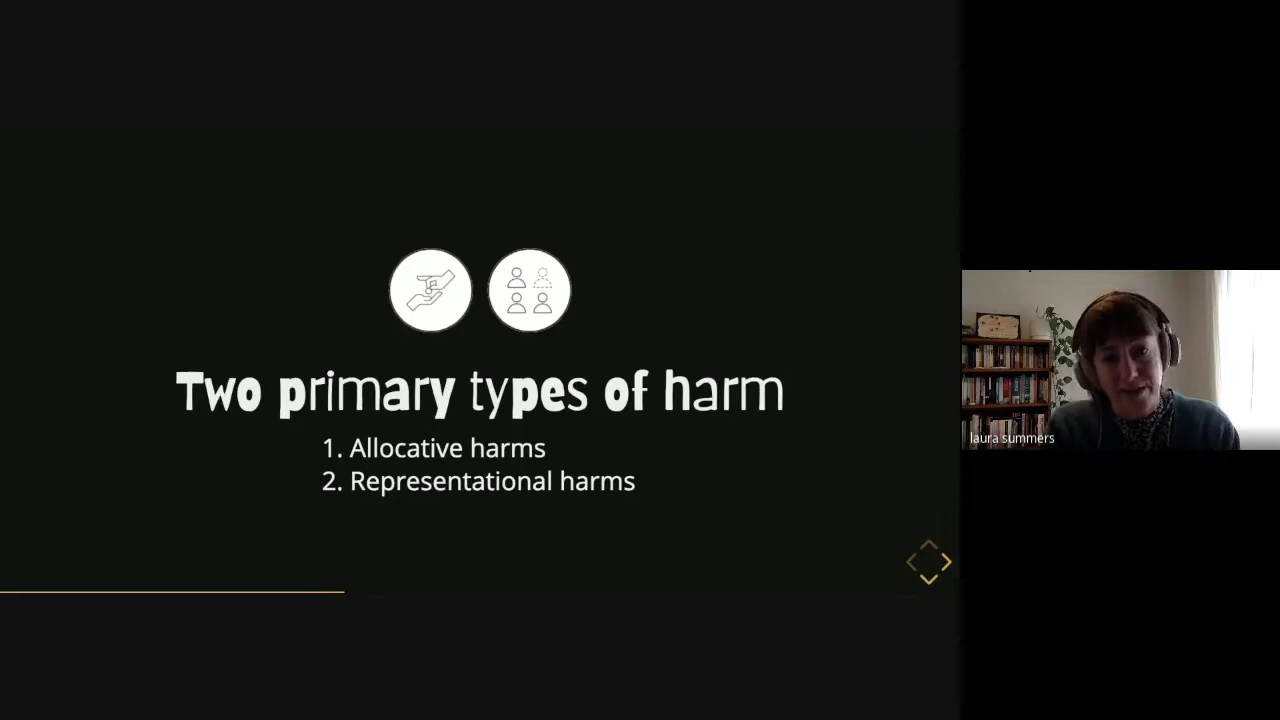 Two primary types of harm
1. Allocative harms
2. Representational harms
laura summers